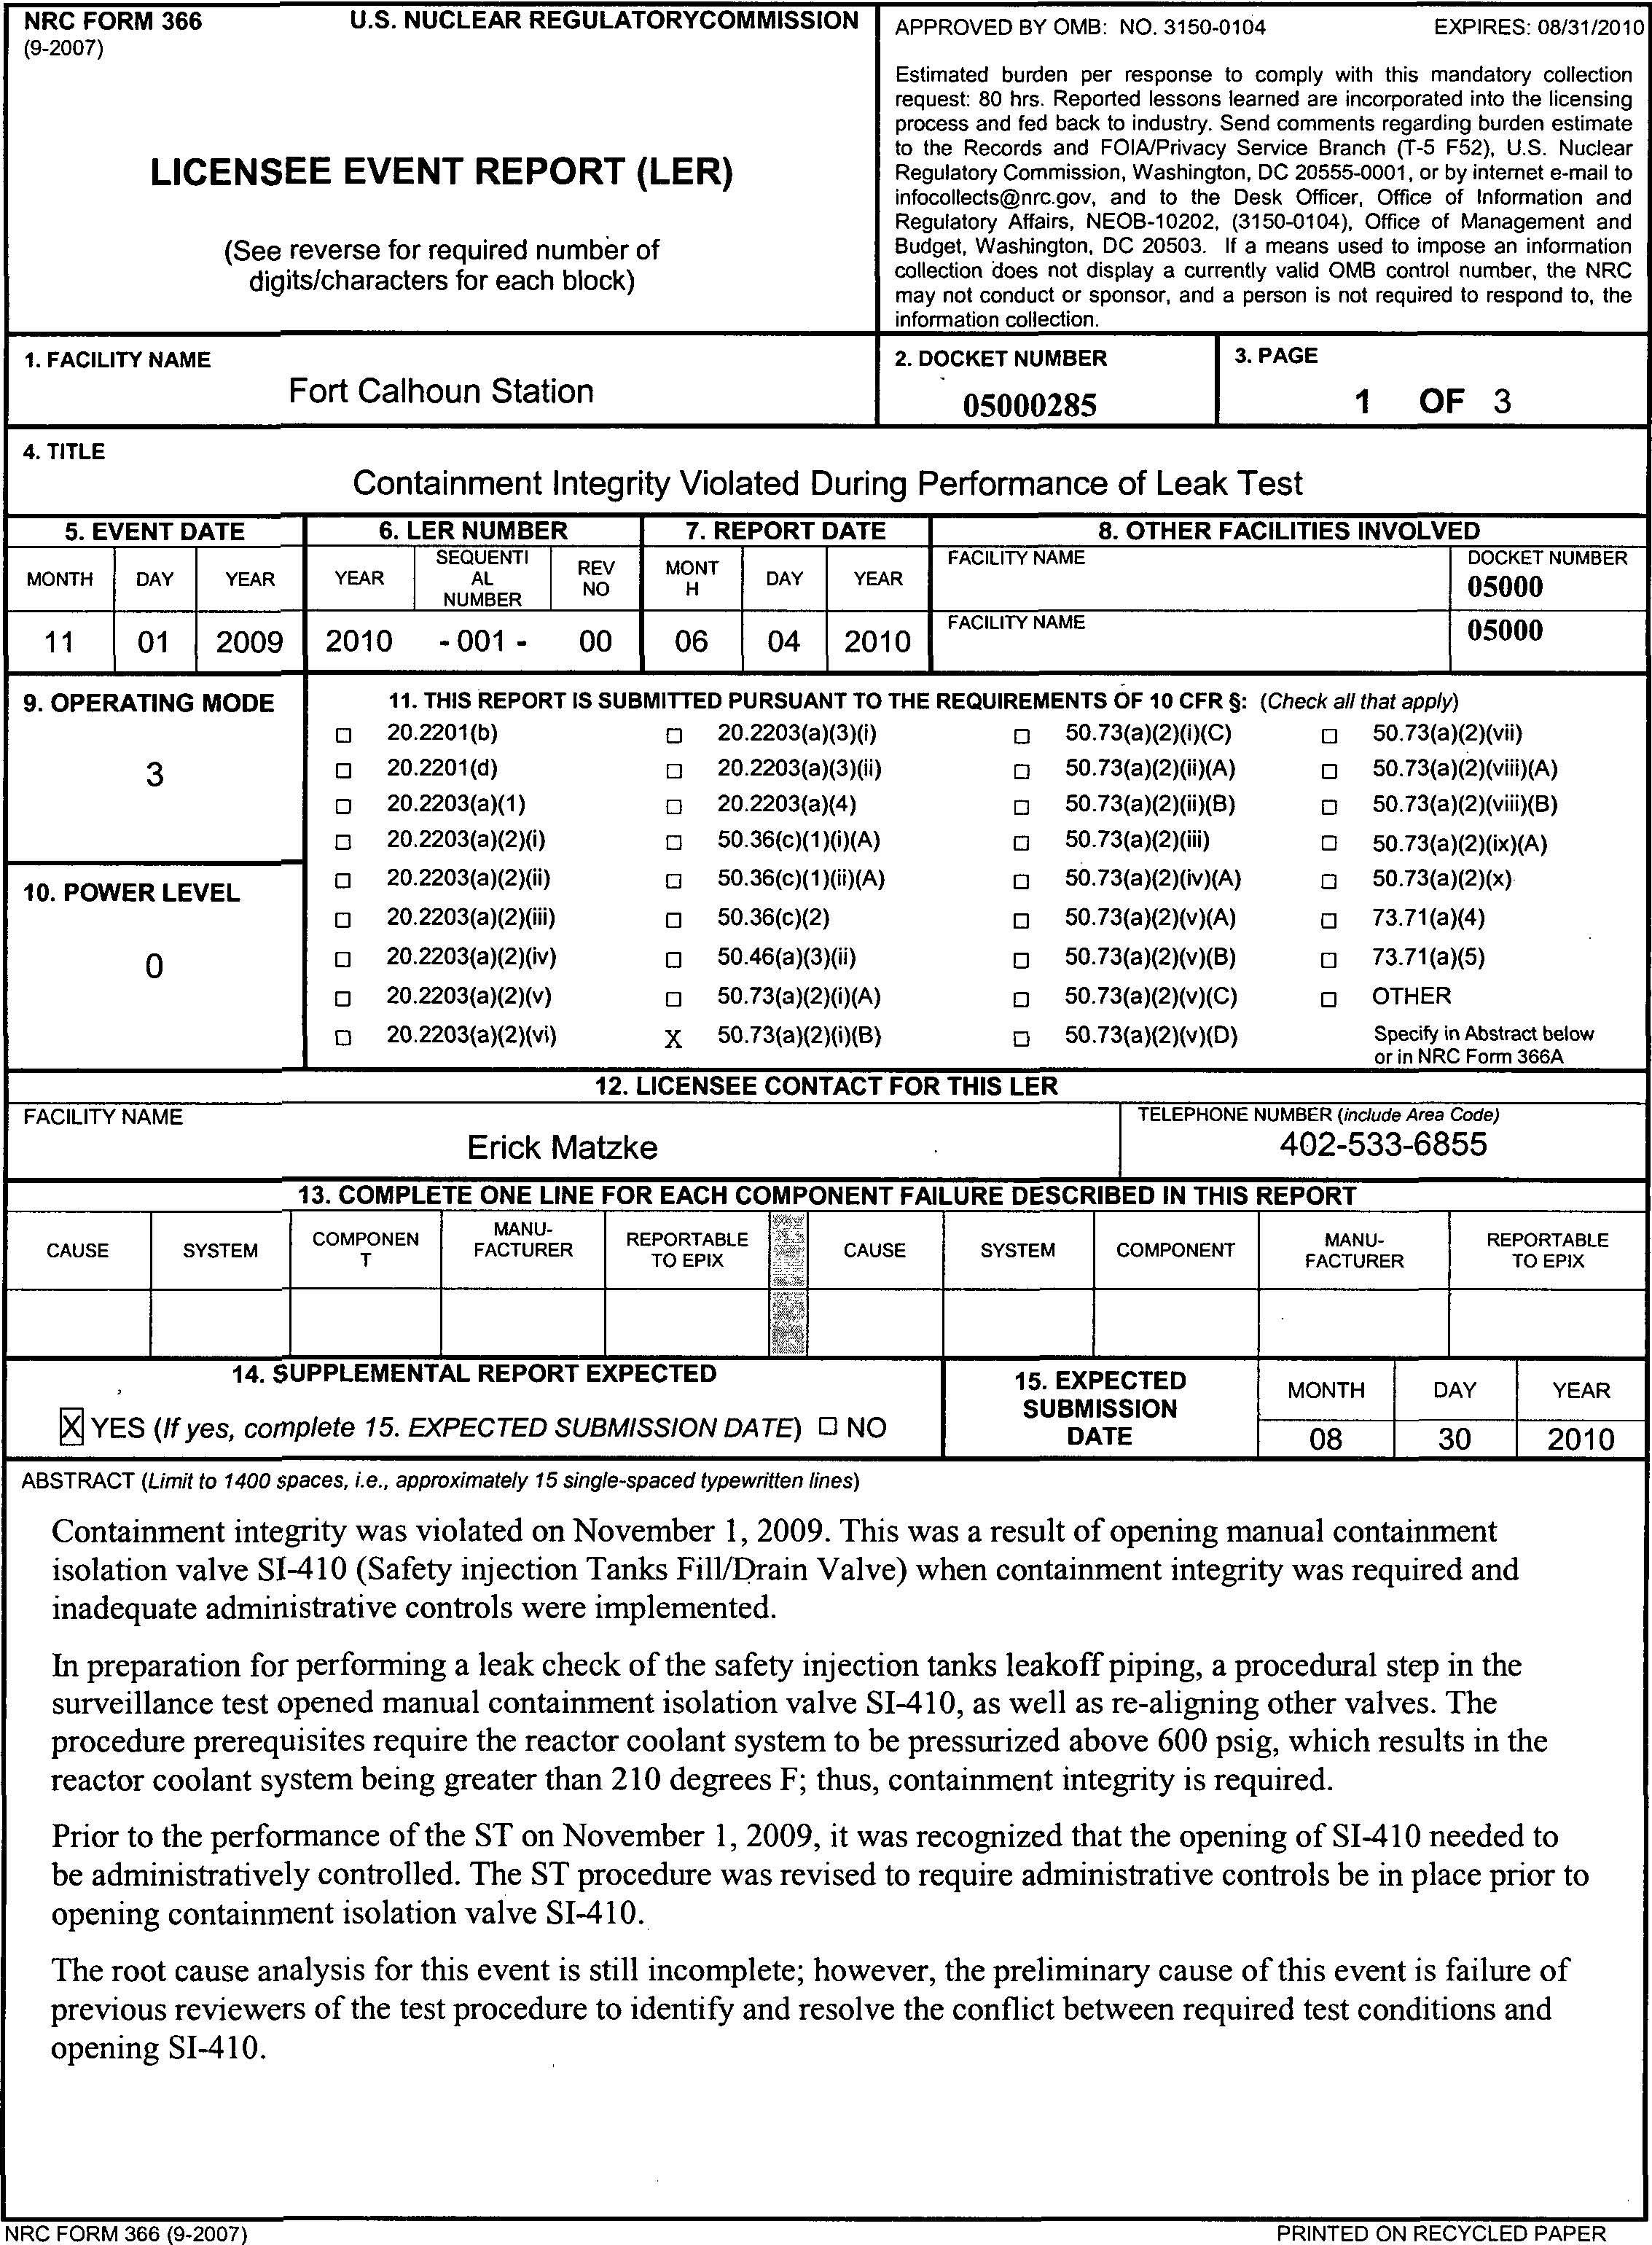 NRC FORM 366
(9-2007)
U.S. NUCLEAR REGULATORYCOMMISSION
LICENSEE EVENT REPORT (LER)
(See reverse for required number of
digits/characters for each block)
APPROVED BY OMB: NO. 3150-0104 EXPIRES: 08/31/2010
Estimated burden per response to comply with this mandatory collection
request: 80 hrs. Reported lessons learned are incorporated into the licensing
process and fed back to industry. Send comments regarding burden estimate
to the Records and FOIA/Privacy Service Branch (T-5 F52), U.S. Nuclear
Regulatory Commission, Washington, DC 20555-0001, or by internet e-mail to
infocollects@nrc.gov, and to the Desk Officer, Office of Information and
Regulatory Affairs, NEOB-10202, (3150-0104), Office of Management and
Budget, Washington, DC 20503. If a means used to impose an information
collection does not display a currently valid OMB control number, the NRC
may not conduct or sponsor, and a person is not required to respond to, the
information collection.
1. FACILITY NAME
Fort Calhoun Station
2. DOCKET NUMBER
05000285
3. PAGE
1 OF 3
4. TITLE
Containment Integrity Violated During Performance of Leak Test
5. EVENT DATE 6. LER NUMBER 7. REPORT DATE 8. OTHER FACILITIES INVOLVED
MONTH DAY YEAR YEAR SEQUENTI
AL
NUMBER REV
NO MONT
H DAY YEAR FACILITY NAME DOCKET NUMBER
05000
11 01 2009 2010 - 001 - 00 06 04 2010 FACILITY NAME 05000
9. OPERATING MODE
3
10. POWER LEVEL
0
11. THIS REPORT IS SUBMITTED PURSUANT TO THE REQUIREMENTS OF 10 CFR §: (Check all that apply)
☐ 20.2201(b) ☐ 20.2203(a)(3)(i) ☐ 50.73(a)(2)(i)(C) ☐ 50.73(a)(2)(vii)
☐ 20.2201(d) ☐ 20.2203(a)(3)(ii) ☐ 50.73(a)(2)(ii)(A) ☐ 50.73(a)(2)(viii)(A)
☐ 20.2203(a)(1) ☐ 20.2203(a)(4) ☐ 50.73(a)(2)(ii)(B) ☐ 50.73(a)(2)(viii)(B)
☐ 20.2203(a)(2)(i) ☐ 50.36(c)(1)(i)(A) ☐ 50.73(a)(2)(iii) ☐ 50.73(a)(2)(ix)(A)
☐ 20.2203(a)(2)(ii) ☐ 50.36(c)(1)(ii)(A) ☐ 50.73(a)(2)(iv)(A) ☐ 50.73(a)(2)(x)
☐ 20.2203(a)(2)(iii) ☐ 50.36(c)(2) ☐ 50.73(a)(2)(v)(A) ☐ 73.71(a)(4)
☐ 20.2203(a)(2)(iv) ☐ 50.46(a)(3)(ii) ☐ 50.73(a)(2)(v)(B) ☐ 73.71(a)(5)
☐ 20.2203(a)(2)(v) ☐ 50.73(a)(2)(i)(A) ☐ 50.73(a)(2)(v)(C) ☐ OTHER
☐ 20.2203(a)(2)(vi) X 50.73(a)(2)(i)(B) ☐ 50.73(a)(2)(v)(D) Specify in Abstract below
or in NRC Form 366A
12. LICENSEE CONTACT FOR THIS LER
FACILITY NAME
Erick Matzke
TELEPHONE NUMBER (include Area Code)
402-533-6855
13. COMPLETE ONE LINE FOR EACH COMPONENT FAILURE DESCRIBED IN THIS REPORT
CAUSE SYSTEM COMPONEN
T MANU-
FACTURER REPORTABLE
TO EPIX CAUSE SYSTEM COMPONENT MANU-
FACTURER REPORTABLE
TO EPIX
14. SUPPLEMENTAL REPORT EXPECTED
☒ YES (If yes, complete 15. EXPECTED SUBMISSION DATE) ☐ NO
15. EXPECTED
SUBMISSION
DATE
MONTH DAY YEAR
08 30 2010
ABSTRACT (Limit to 1400 spaces, i.e., approximately 15 single-spaced typewritten lines)
Containment integrity was violated on November 1, 2009. This was a result of opening manual containment
isolation valve SI-410 (Safety injection Tanks Fill/Drain Valve) when containment integrity was required and
inadequate administrative controls were implemented.
In preparation for performing a leak check of the safety injection tanks leakoff piping, a procedural step in the
surveillance test opened manual containment isolation valve SI-410, as well as re-aligning other valves. The
procedure prerequisites require the reactor coolant system to be pressurized above 600 psig, which results in the
reactor coolant system being greater than 210 degrees F; thus, containment integrity is required.
Prior to the performance of the ST on November 1, 2009, it was recognized that the opening of SI-410 needed to
be administratively controlled. The ST procedure was revised to require administrative controls be in place prior to
opening containment isolation valve SI-410.
The root cause analysis for this event is still incomplete; however, the preliminary cause of this event is failure of
previous reviewers of the test procedure to identify and resolve the conflict between required test conditions and
opening SI-410.
NRC FORM 366 (9-2007) PRINTED ON RECYCLED PAPER